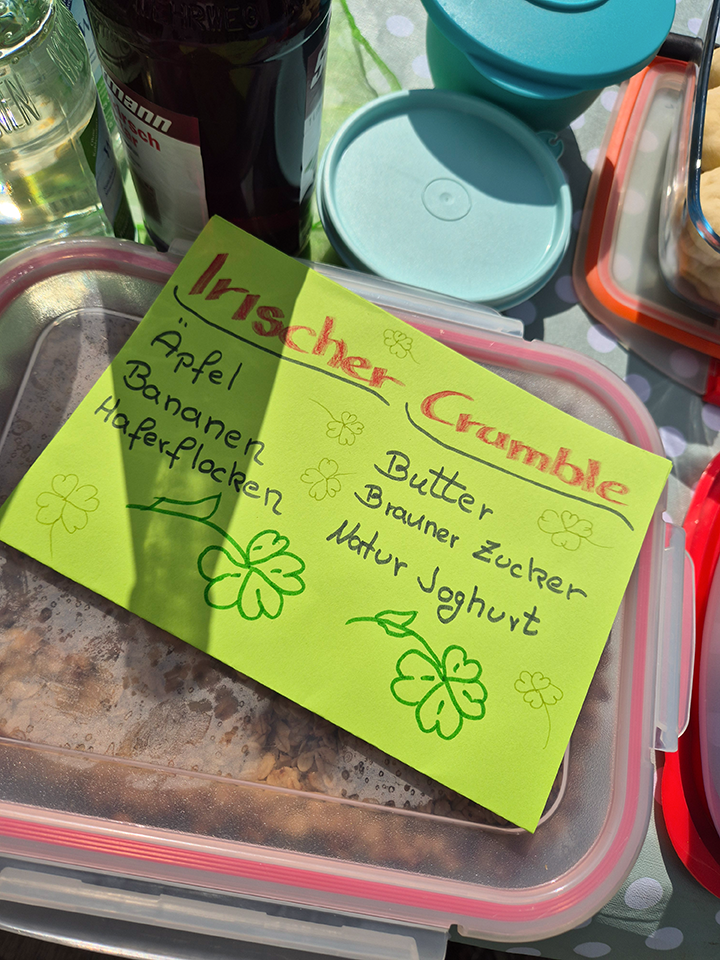 Irischer Crumble
Äpfel
Bananen
Haferflocken
Butter
Brauner Zucker
Natur Joghurt